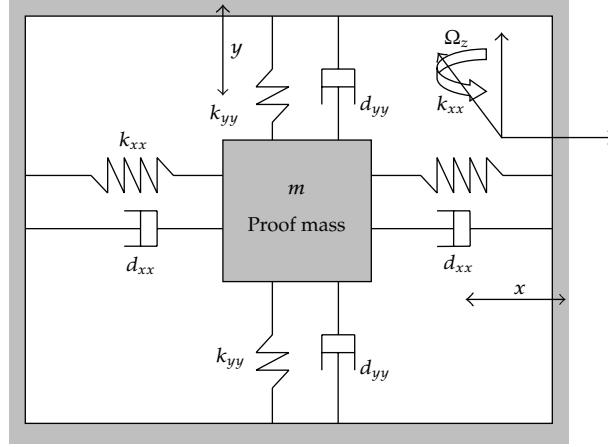 Ω_z
y
k_yy
d_yy
k_xx
k_xx
m
Proof mass
d_xx
d_xx
x
k_yy
d_yy